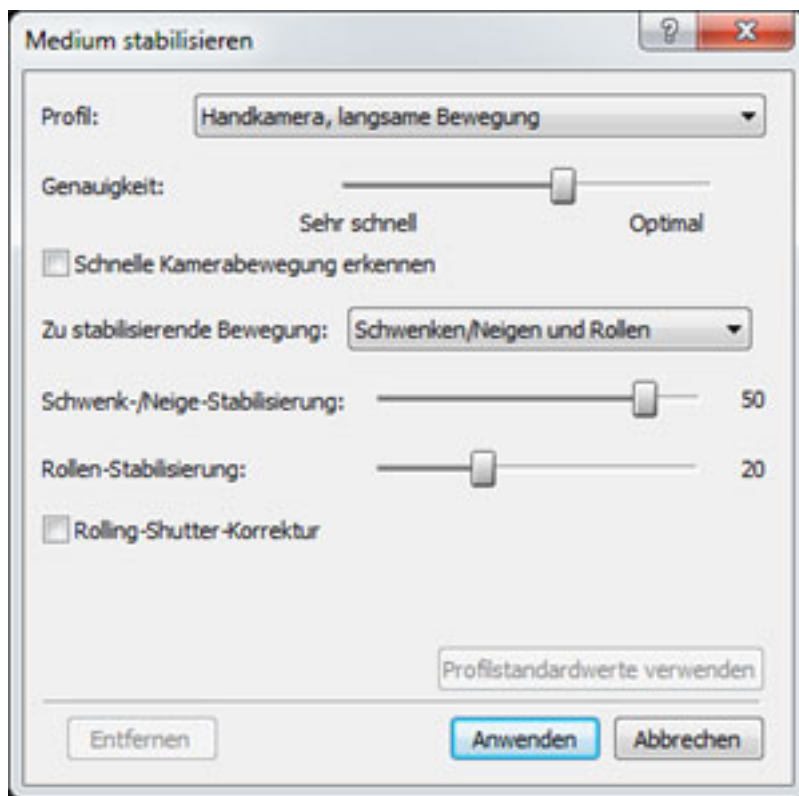 Medium stabilisieren
Profil: Handkamera, langsame Bewegung
Genauigkeit:
Sehr schnell Optimal
Schnelle Kamerabewegung erkennen
Zu stabilisierende Bewegung: Schwenken/Neigen und Rollen
Schwenk-/Neige-Stabilisierung: 50
Rollen-Stabilisierung: 20
Rolling-Shutter-Korrektur
Profilstandardwerte verwenden
Entfernen Anwenden Abbrechen